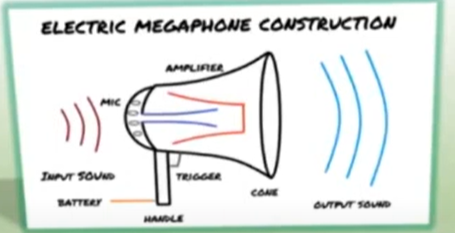 ELECTRIC MEGAPHONE CONSTRUCTION
AMPLIFIER
MIC
INPUT SOUND
TRIGGER
CONE
BATTERY
OUTPUT SOUND
HANDLE